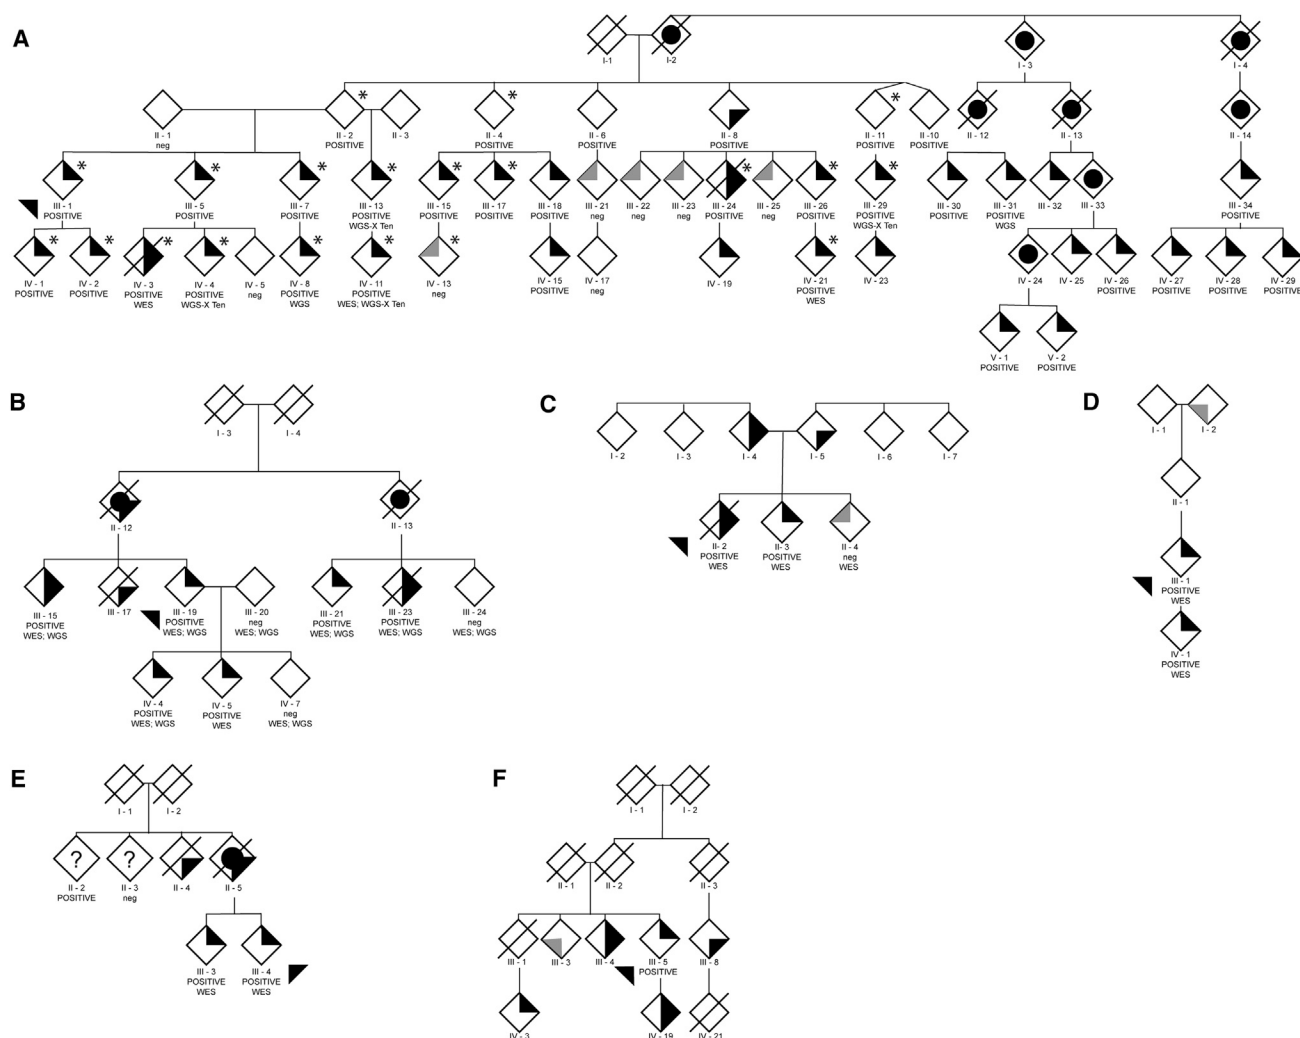 A
I-1
I-2
I - 3
I - 4
*
*
*
II - 1
neg
II - 2
POSITIVE
II - 3
II - 4
POSITIVE
II - 6
POSITIVE
II - 8
POSITIVE
II - 11
POSITIVE
II-10
POSITIVE
II - 12
II - 13
II - 14
*
*
*
*
*
*
*
*
*
*
III - 1
POSITIVE
III - 5
POSITIVE
III - 7
POSITIVE
III - 13
POSITIVE
WGS-X Ten
III - 15
POSITIVE
III - 17
POSITIVE
III - 18
POSITIVE
III - 21
neg
III - 22
neg
III - 23
neg
III - 24
POSITIVE
III - 25
neg
III - 26
POSITIVE
III - 29
POSITIVE
WGS-X Ten
III - 30
POSITIVE
III - 31
POSITIVE
WGS
III - 32
III - 33
III - 34
POSITIVE
*
*
*
*
*
*
*
*
IV - 1
POSITIVE
IV - 2
POSITIVE
IV - 3
POSITIVE
WES
IV - 4
POSITIVE
WGS-X Ten
IV - 5
neg
IV - 8
POSITIVE
WGS
IV - 11
POSITIVE
WES; WGS-X Ten
IV - 13
neg
IV - 15
POSITIVE
IV - 17
neg
IV - 19
IV - 21
POSITIVE
WES
IV - 23
IV - 24
IV - 25
IV - 26
POSITIVE
IV - 27
POSITIVE
IV - 28
POSITIVE
IV - 29
POSITIVE
V - 1
POSITIVE
V - 2
POSITIVE
B
I - 3
I - 4
II - 12
II - 13
III - 15
POSITIVE
WES; WGS
III - 17
III - 19
POSITIVE
WES; WGS
III - 20
neg
WES; WGS
III - 21
POSITIVE
WES; WGS
III - 23
POSITIVE
WES; WGS
III - 24
neg
WES; WGS
IV - 4
POSITIVE
WES; WGS
IV - 5
POSITIVE
WES
IV - 7
neg
WES; WGS
C
I - 2
I - 3
I - 4
I - 5
I - 6
I - 7
II- 2
POSITIVE
WES
II- 3
POSITIVE
WES
II - 4
neg
WES
D
I - 1
I - 2
II - 1
III - 1
POSITIVE
WES
IV - 1
POSITIVE
WES
E
I - 1
I - 2
?
?
II - 2
POSITIVE
II - 3
neg
II - 4
II - 5
III - 3
POSITIVE
WES
III - 4
POSITIVE
WES
F
I - 1
I - 2
II - 1
II - 2
II - 3
III - 1
III - 3
III - 4
III - 5
POSITIVE
III - 8
IV - 3
IV - 19
IV - 21